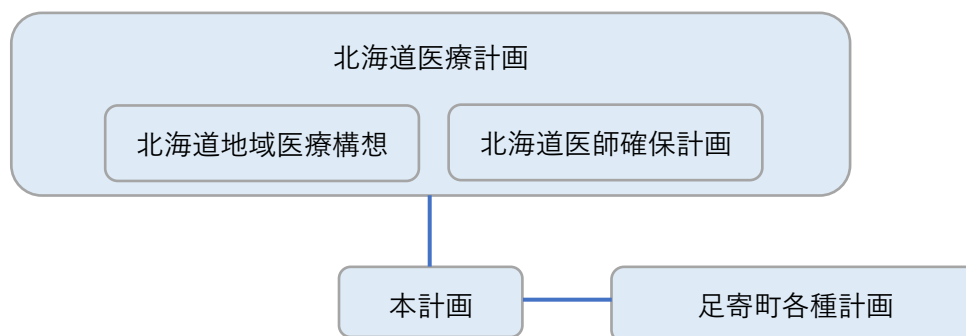 北海道医療計画
北海道地域医療構想
北海道医師確保計画
本計画
足寄町各種計画